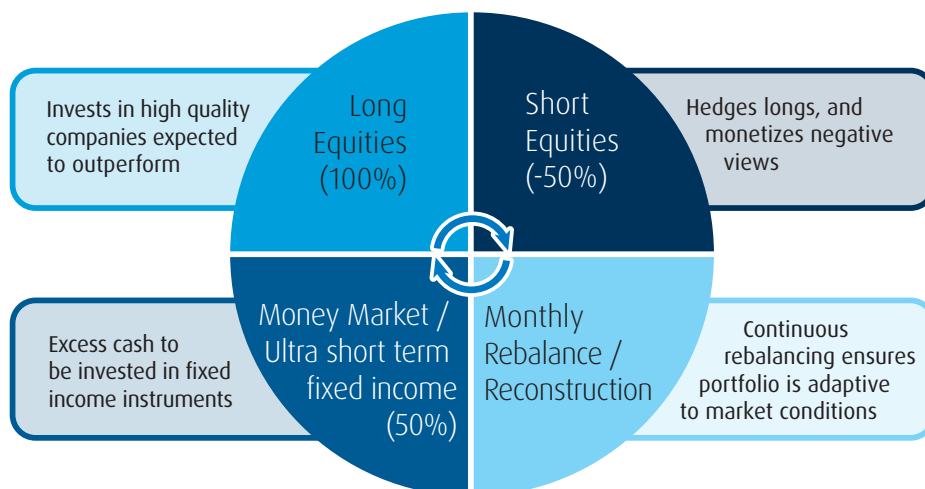 Invests in high quality
companies expected
to outperform
Long
Equities
(100%)
Short
Equities
(-50%)
Hedges longs, and
monetizes negative
views
Excess cash to
be invested in fixed
income instruments
Money Market /
Ultra short term
fixed income
(50%)
Monthly
Rebalance /
Reconstruction
Continuous
rebalancing ensures
portfolio is adaptive
to market conditions